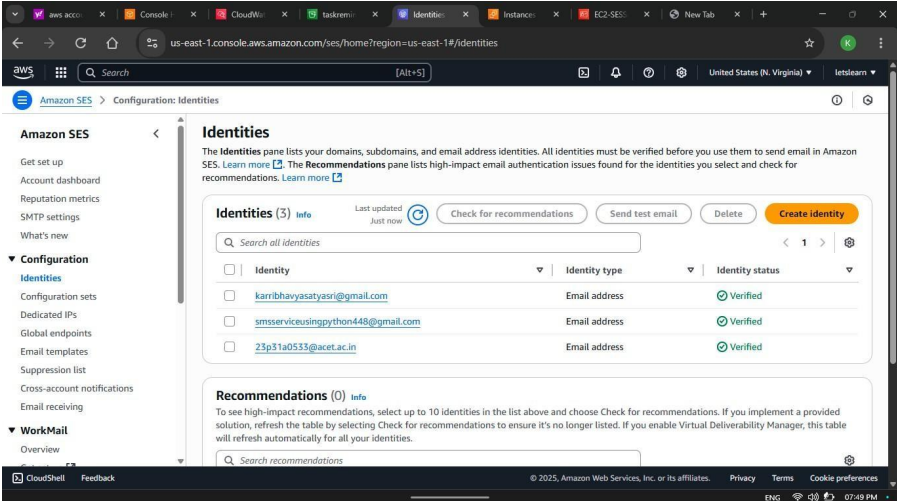 aws acco
Console H
CloudWat
taskremin
Identities
Instances
EC2-SESS
New Tab
us-east-1.console.aws.amazon.com/ses/home?region=us-east-1#/identities
K
aws
Search
[Alt+S]
United States (N. Virginia)
letslearn
Amazon SES > Configuration: Identities
Amazon SES
Get set up
Account dashboard
Reputation metrics
SMTP settings
What's new
Configuration
Identities
Configuration sets
Dedicated IPs
Global endpoints
Email templates
Suppression list
Cross-account notifications
Email receiving
WorkMail
Overview
Identities
The Identities pane lists your domains, subdomains, and email address identities. All identities must be verified before you use them to send email in Amazon
SES. Learn more. The Recommendations pane lists high-impact email authentication issues found for the identities you select and check for
recommendations. Learn more
Identities (3) Info
Last updated
Just now
Check for recommendations
Send test email
Delete
Create identity
Search all identities
1
Identity Identity type Identity status
karribhavyasatyasri@gmail.com Email address Verified
smsserviceusingpython448@gmail.com Email address Verified
23p31a0533@acet.ac.in Email address Verified
Recommendations (0) Info
To see high-impact recommendations, select up to 10 identities in the list above and choose Check for recommendations. If you implement a provided
solution, refresh the table by selecting Check for recommendations to ensure it's no longer listed. If you enable Virtual Deliverability Manager, this table
will refresh automatically for all your identities.
Search recommendations
CloudShell Feedback
© 2025, Amazon Web Services, Inc. or its affiliates. Privacy Terms Cookie preferences
ENG 07:49 PM